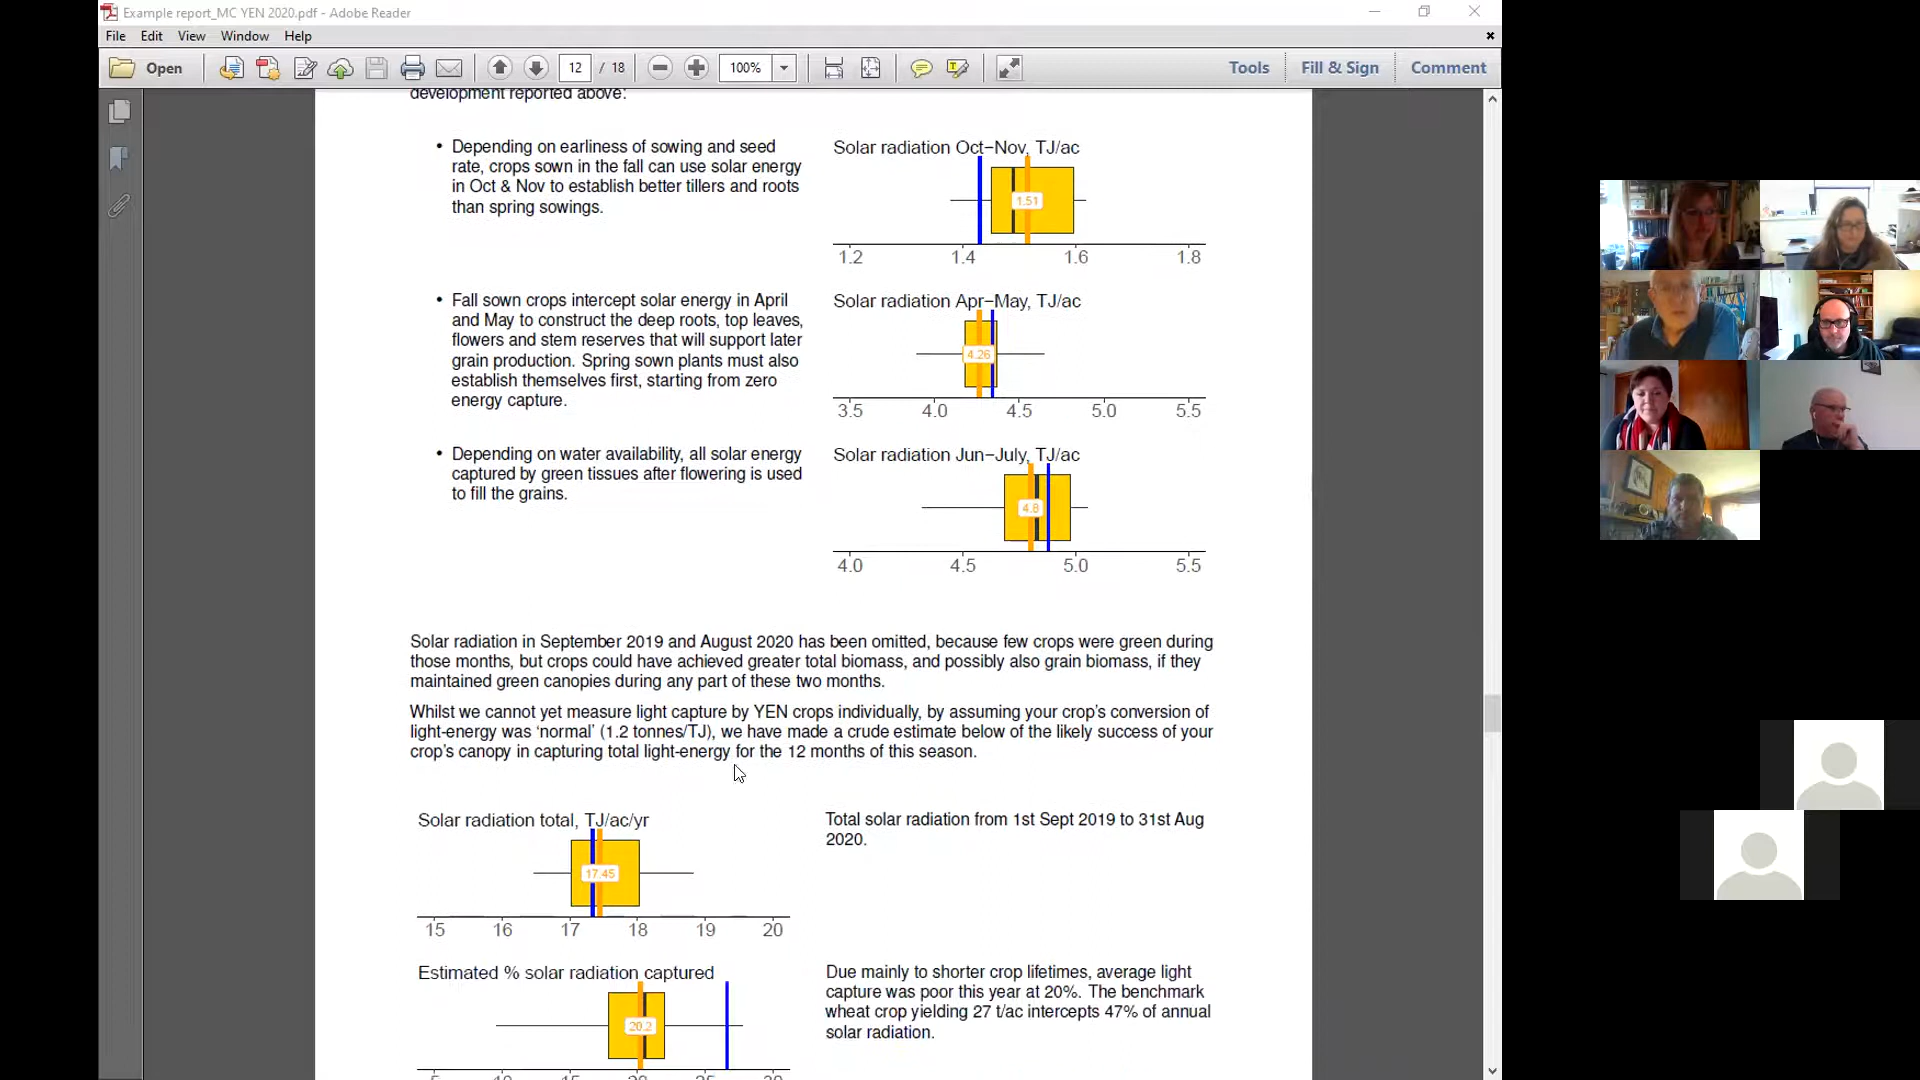 Example report_MC YEN 2020.pdf - Adobe Reader
File Edit View Window Help
Open 12 / 18 100% Tools Fill & Sign Comment
development reported above:
• Depending on earliness of sowing and seed
rate, crops sown in the fall can use solar energy
in Oct & Nov to establish better tillers and roots
than spring sowings.
Solar radiation Oct−Nov, TJ/ac
1.51
1.2 1.4 1.6 1.8
• Fall sown crops intercept solar energy in April
and May to construct the deep roots, top leaves,
flowers and stem reserves that will support later
grain production. Spring sown plants must also
establish themselves first, starting from zero
energy capture.
Solar radiation Apr−May, TJ/ac
4.26
3.5 4.0 4.5 5.0 5.5
• Depending on water availability, all solar energy
captured by green tissues after flowering is used
to fill the grains.
Solar radiation Jun−July, TJ/ac
4.8
4.0 4.5 5.0 5.5
Solar radiation in September 2019 and August 2020 has been omitted, because few crops were green during
those months, but crops could have achieved greater total biomass, and possibly also grain biomass, if they
maintained green canopies during any part of these two months.
Whilst we cannot yet measure light capture by YEN crops individually, by assuming your crop's conversion of
light-energy was ‘normal’ (1.2 tonnes/TJ), we have made a crude estimate below of the likely success of your
crop's canopy in capturing total light-energy for the 12 months of this season.
Solar radiation total, TJ/ac/yr
17.45
15 16 17 18 19 20
Total solar radiation from 1st Sept 2019 to 31st Aug
2020.
Estimated % solar radiation captured
20.2
5 10 15 20 25 30
Due mainly to shorter crop lifetimes, average light
capture was poor this year at 20%. The benchmark
wheat crop yielding 27 t/ac intercepts 47% of annual
solar radiation.